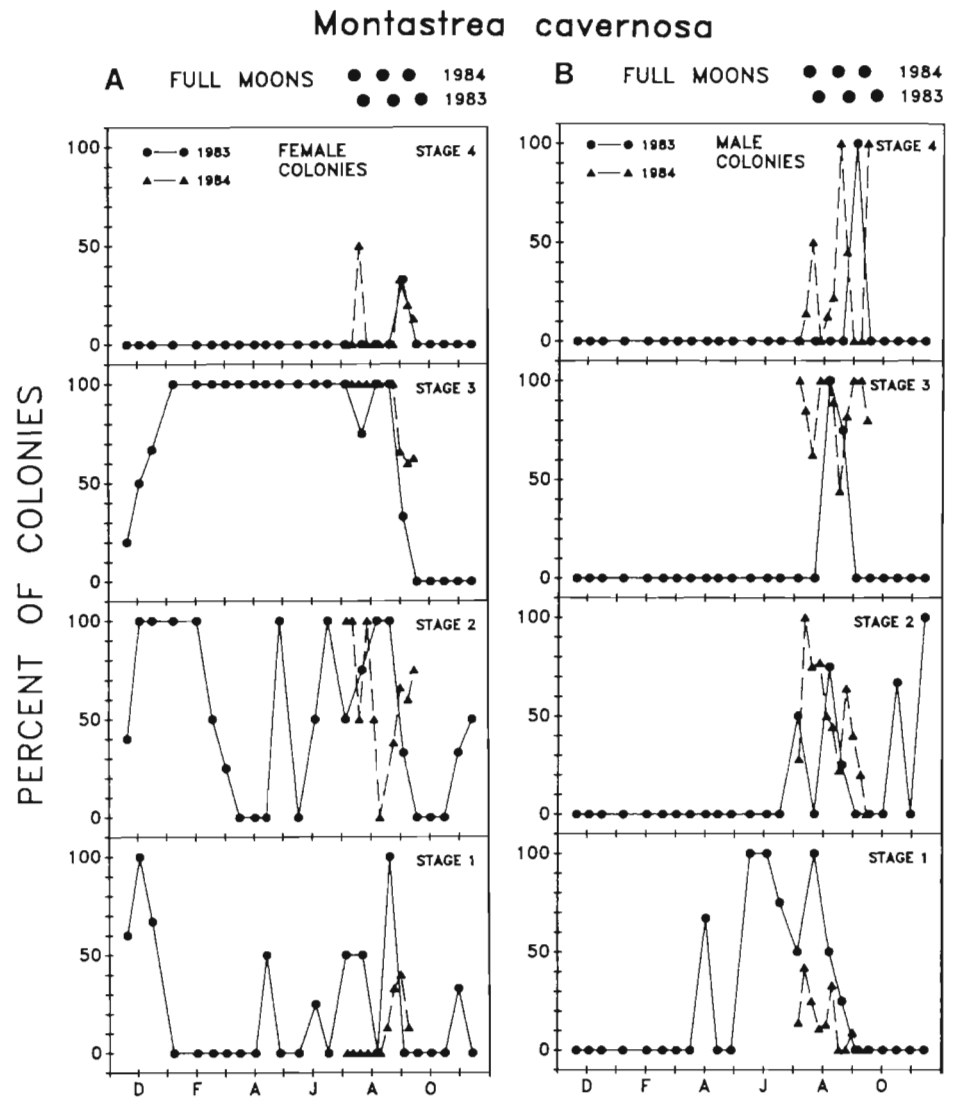 Montastrea cavernosa
A FULL MOONS 1984
1983
B FULL MOONS 1984
1983
PERCENT OF COLONIES
1983
1984
FEMALE
COLONIES
STAGE 4
100
50
0
STAGE 3
100
50
0
STAGE 2
100
50
0
STAGE 1
100
50
0
D F A J A O
1983
1984
MALE
COLONIES
STAGE 4
100
50
0
STAGE 3
100
50
0
STAGE 2
100
50
0
STAGE 1
100
50
0
D F A J A O